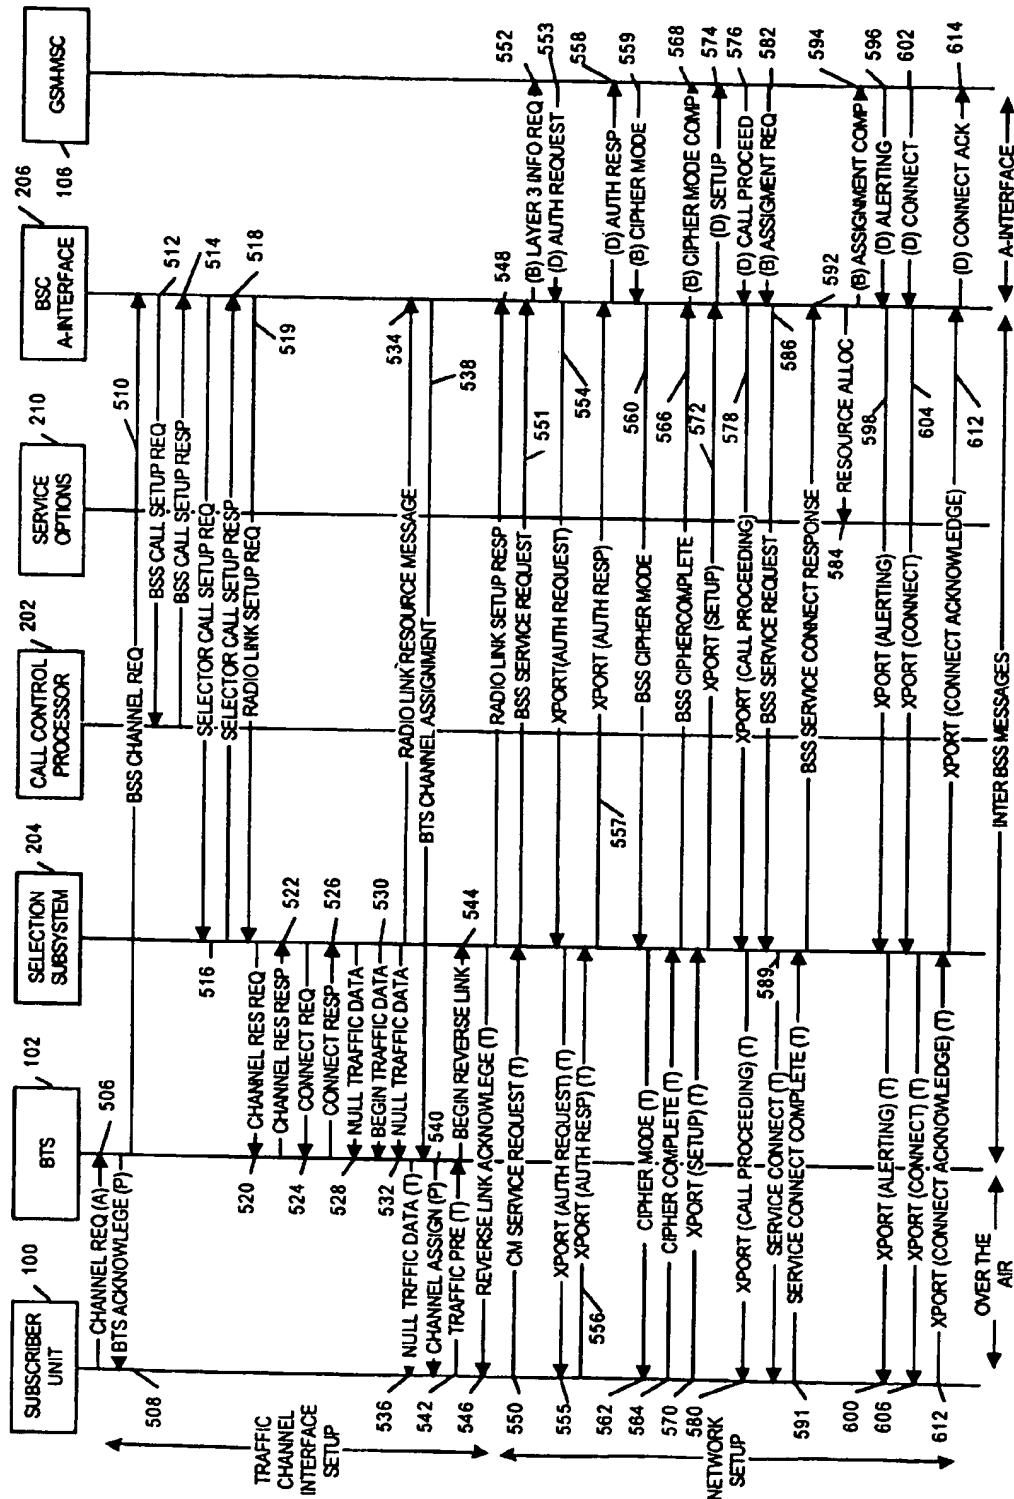 SUBSCRIBER
UNIT
100
BTS
102
SELECTION
SUBSYSTEM
204
CALL CONTROL
PROCESSOR
202
SERVICE
OPTIONS
210
BSC
A-INTERFACE
206
GSM-MSC
106
TRAFFIC
CHANNEL
INTERFACE
SETUP
NETWORK
SETUP
CHANNEL REQ (A)
506
BTS ACKNOWLEGE (P)
508
BSS CHANNEL REQ
510
BSS CALL SETUP REQ
512
BSS CALL SETUP RESP
514
SELECTOR CALL SETUP REQ
516
SELECTOR CALL SETUP RESP
518
RADIO LINK SETUP REQ
519
CHANNEL RES REQ
520
CHANNEL RES RESP
522
CONNECT REQ
524
CONNECT RESP
526
NULL TRAFFIC DATA
528
BEGIN TRAFFIC DATA
530
NULL TRAFFIC DATA
532
RADIO LINK RESOURCE MESSAGE
534
NULL TRFFIC DATA (T)
536
BTS CHANNEL ASSIGNMENT
538
CHANNEL ASSIGN (P)
540
542
TRAFFIC PRE (T)
BEGIN REVERSE LINK
544
REVERSE LINK ACKNOWLEGE (T)
546
RADIO LINK SETUP RESP
548
CM SERVICE REQUEST (T)
550
BSS SERVICE REQUEST
551
(B) LAYER 3 INFO REQ
552
(D) AUTH REQUEST
553
XPORT(AUTH REQUEST)
554
XPORT (AUTH REQUEST) (T)
555
XPORT (AUTH RESP) (T)
556
XPORT (AUTH RESP)
557
(D) AUTH RESP
558
(B) CIPHER MODE
559
BSS CIPHER MODE
560
CIPHER MODE (T)
562
CIPHER COMPLETE (T)
564
BSS CIPHERCOMPLETE
566
(B) CIPHER MODE COMP
568
XPORT (SETUP) (T)
570
XPORT (SETUP)
572
(D) SETUP
574
(D) CALL PROCEED
576
XPORT (CALL PROCEEDING)
578
XPORT (CALL PROCEEDING) (T)
580
(B) ASSIGMENT REQ
582
BSS SERVICE REQUEST
586
SERVICE CONNECT (T)
589
SERVICE CONNECT COMPLETE (T)
591
BSS SERVICE CONNECT RESPONSE
592
RESOURCE ALLOC
584
(B) ASSIGNMENT COMP
594
(D) ALERTING
596
XPORT (ALERTING)
598
XPORT (ALERTING) (T)
600
(D) CONNECT
602
XPORT (CONNECT)
604
XPORT (CONNECT) (T)
606
XPORT (CONNECT ACKNOWLEDGE) (T)
612
XPORT (CONNECT ACKNOWLEDGE)
612
(D) CONNECT ACK
614
OVER THE
AIR
INTER BSS MESSAGES
A-INTERFACE